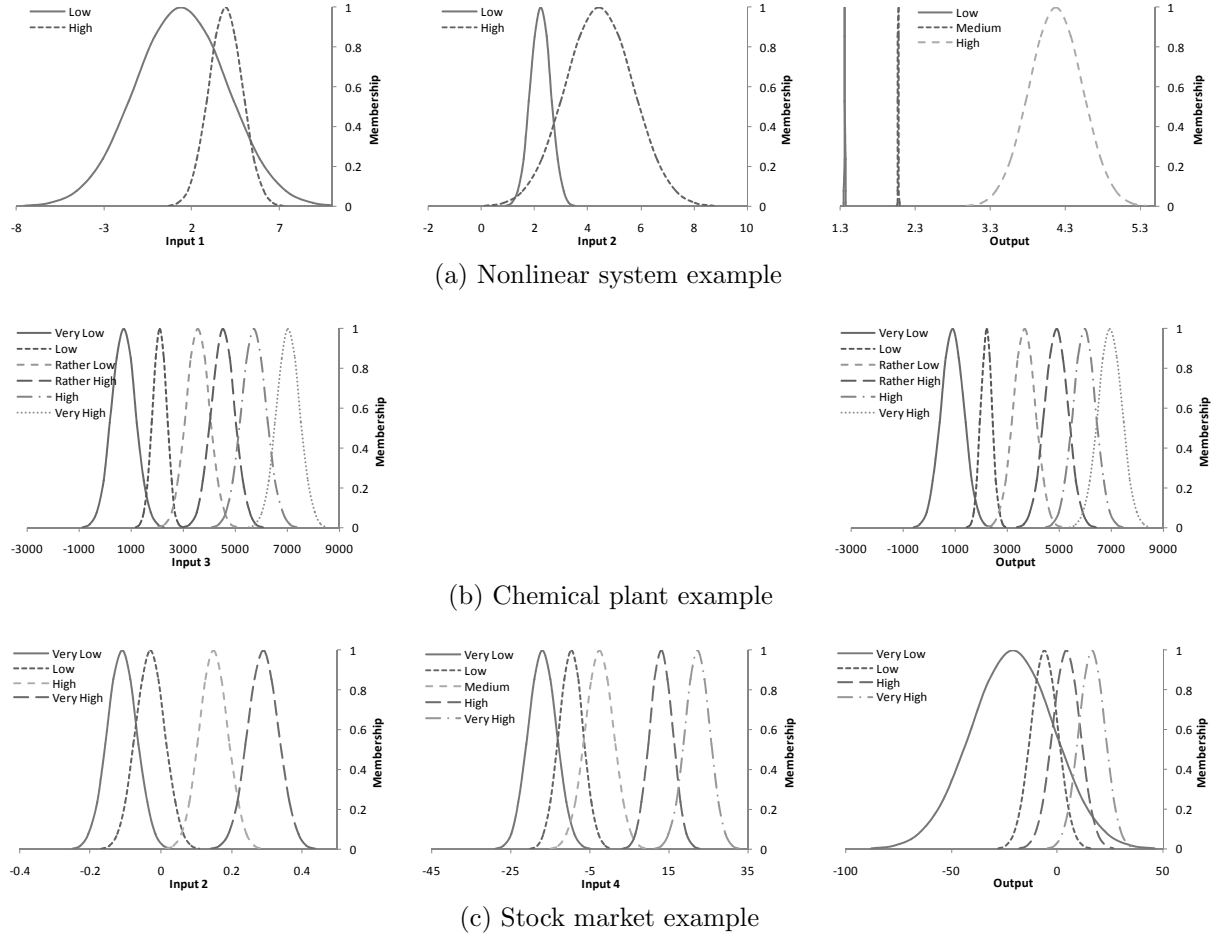 Low
High
1
0.8
0.6
0.4
0.2
0
Membership
-8 -3 2 7
Input 1
Low
High
1
0.8
0.6
0.4
0.2
0
Membership
-2 0 2 4 6 8 10
Input 2
Low
Medium
High
1
0.8
0.6
0.4
0.2
0
Membership
1.3 2.3 3.3 4.3 5.3
Output
(a) Nonlinear system example
Very Low
Low
Rather Low
Rather High
High
Very High
1
0.8
0.6
0.4
0.2
0
Membership
-3000 -1000 1000 3000 5000 7000 9000
Input 3
Very Low
Low
Rather Low
Rather High
High
Very High
1
0.8
0.6
0.4
0.2
0
Membership
-3000 -1000 1000 3000 5000 7000 9000
Output
(b) Chemical plant example
Very Low
Low
High
Very High
1
0.8
0.6
0.4
0.2
0
Membership
-0.4 -0.2 0 0.2 0.4
Input 2
Very Low
Low
Medium
High
Very High
1
0.8
0.6
0.4
0.2
0
Membership
-45 -25 -5 15 35
Input 4
Very Low
Low
High
Very High
1
0.8
0.6
0.4
0.2
0
Membership
-100 -50 0 50
Output
(c) Stock market example